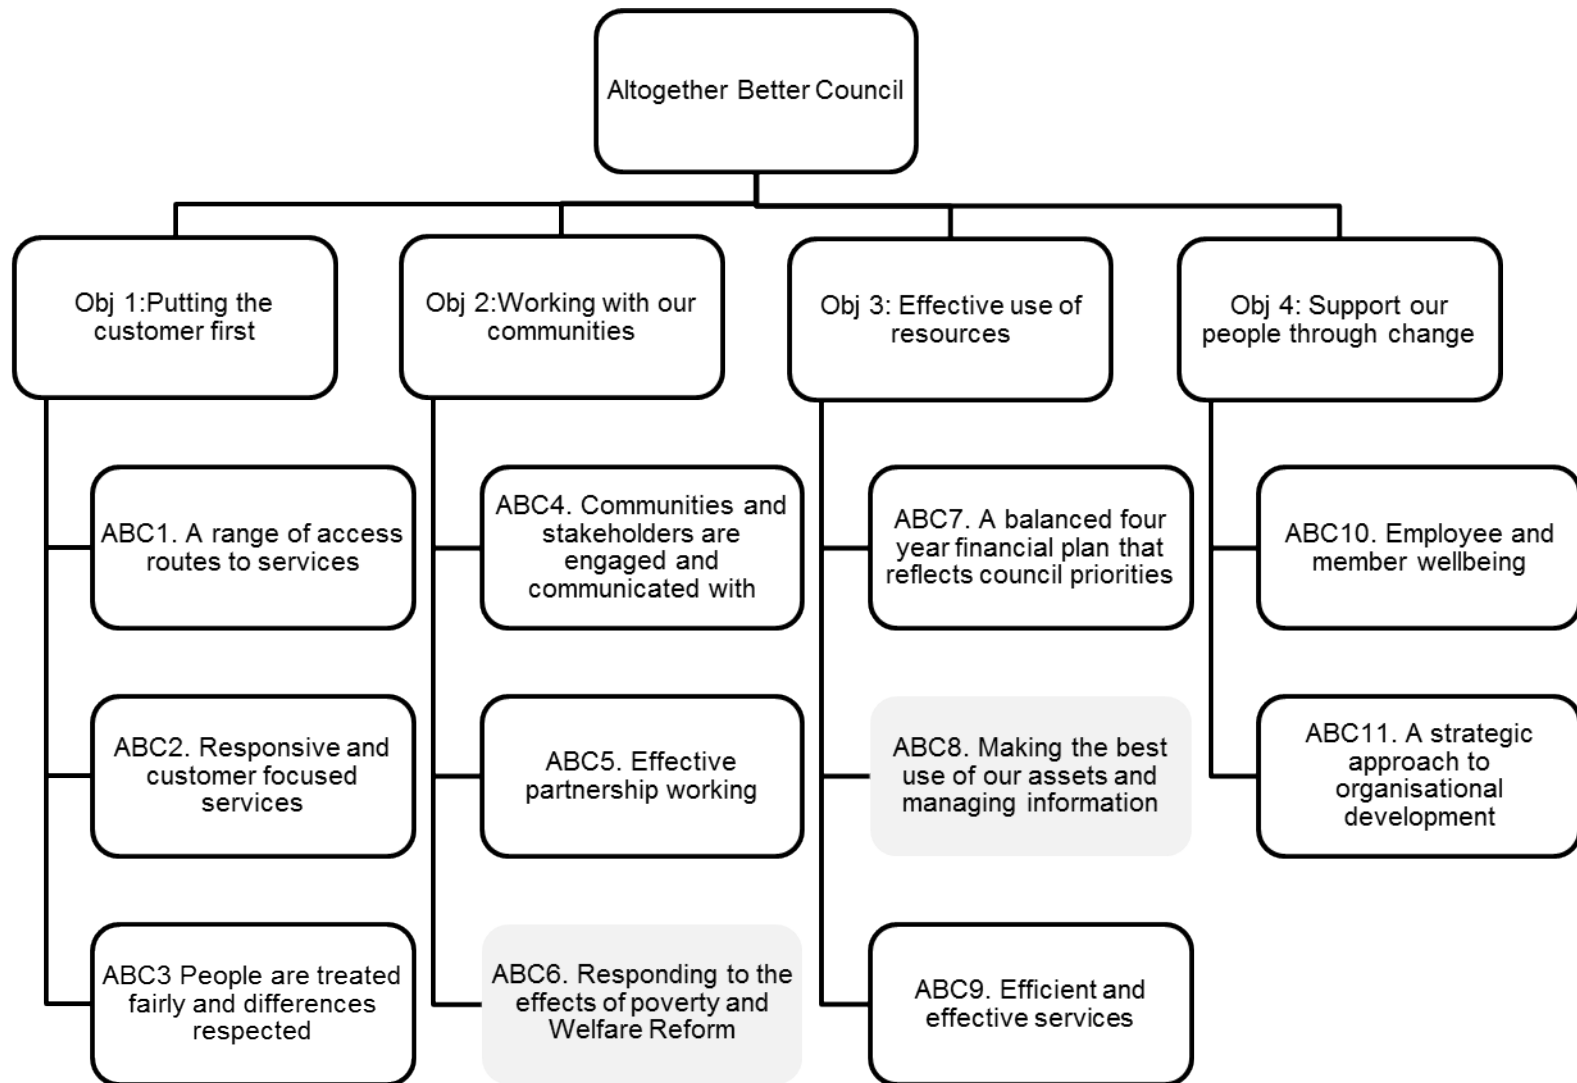 Altogether Better Council
Obj 1:Putting the
customer first
Obj 2:Working with our
communities
Obj 3: Effective use of
resources
Obj 4: Support our
people through change
ABC1. A range of access
routes to services
ABC4. Communities and
stakeholders are
engaged and
communicated with
ABC7. A balanced four
year financial plan that
reflects council priorities
ABC10. Employee and
member wellbeing
ABC2. Responsive and
customer focused
services
ABC5. Effective
partnership working
ABC8. Making the best
use of our assets and
managing information
ABC11. A strategic
approach to
organisational
development
ABC3 People are treated
fairly and differences
respected
ABC6. Responding to the
effects of poverty and
Welfare Reform
ABC9. Efficient and
effective services